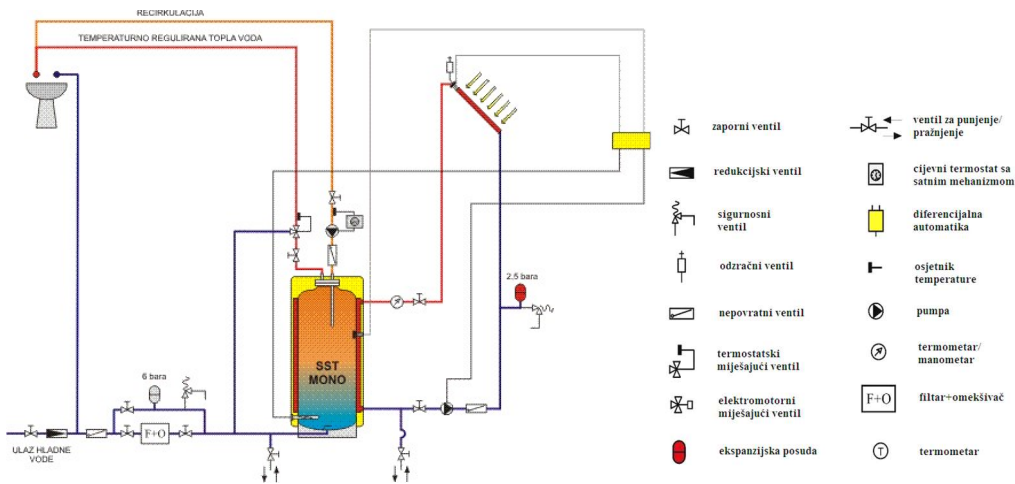 RECIRKULACIJA
TEMPERATURNO REGULIRANA TOPLA VODA
2,5 bara
SST
MONO
6 bara
F+O
ULAZ HLADNE
VODE
zaporni ventil
redukcijski ventil
sigurnosni
ventil
odzračni ventil
nepovratni ventil
termostatski
miješajući ventil
elektromotorni
miješajući ventil
ekspanzijska posuda
ventil za punjenje/
pražnjenje
cijevni termostat sa
satnim mehanizmom
diferencijalna
automatika
osjetnik
temperature
pumpa
termometar/
manometar
F+O
filtar+omekšivač
T
termometar